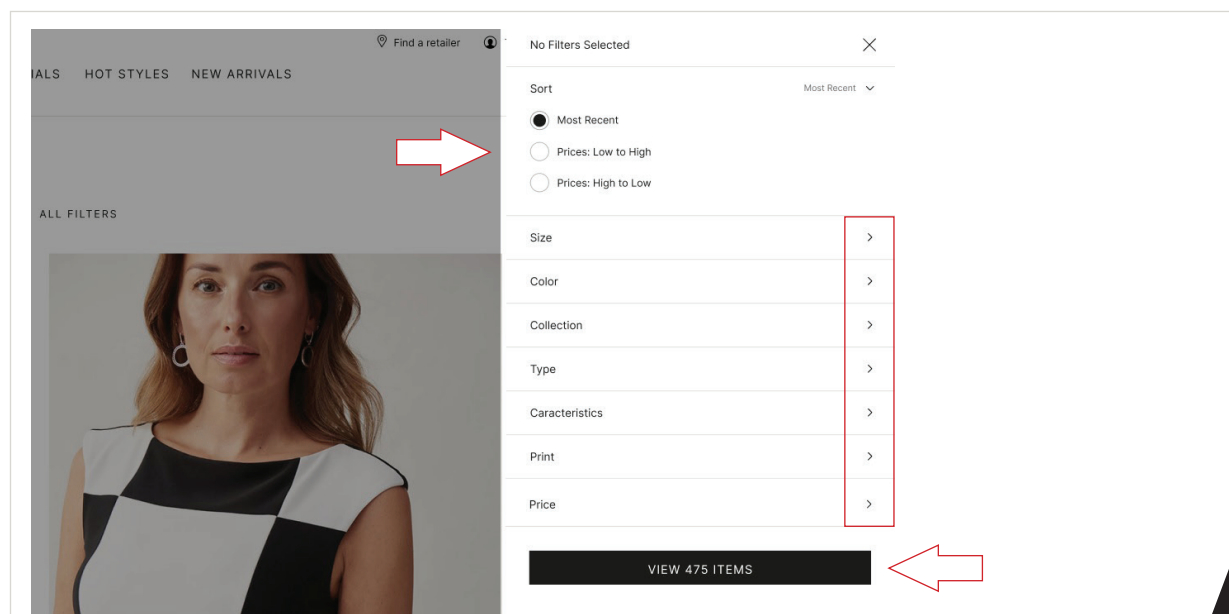 Find a retailer
IALS HOT STYLES NEW ARRIVALS
ALL FILTERS
No Filters Selected
Sort Most Recent
Most Recent
Prices: Low to High
Prices: High to Low
Size
Color
Collection
Type
Caracteristics
Print
Price
VIEW 475 ITEMS